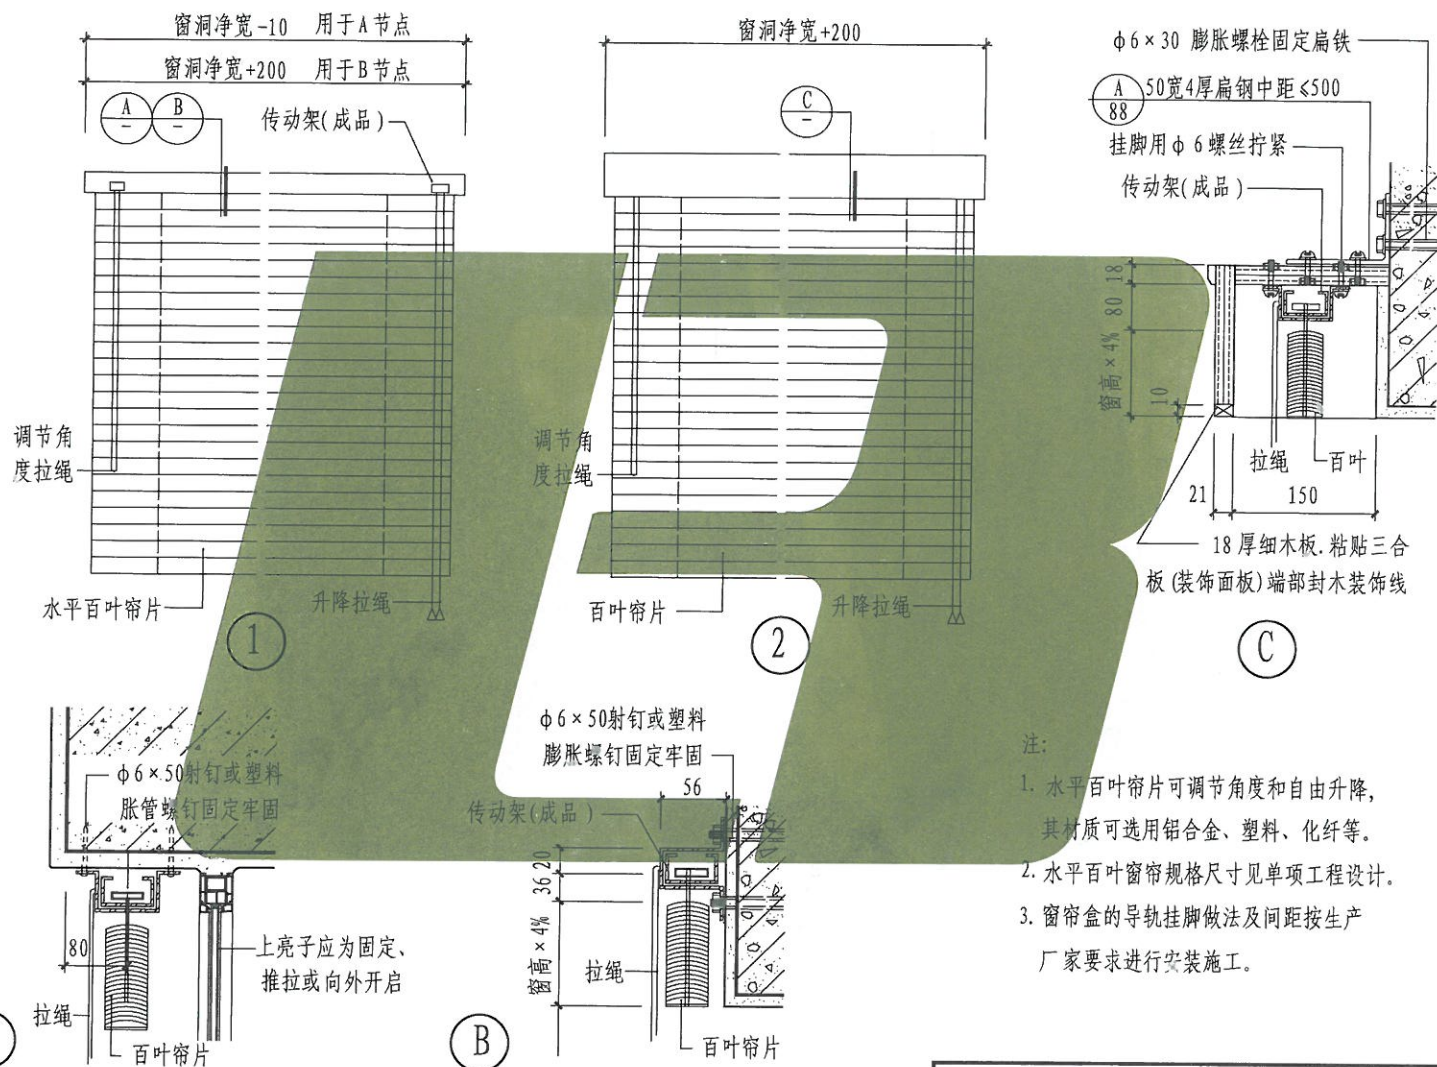 窗洞净宽-10 用于A节点
窗洞净宽+200 用于B节点
A
-
B
-
传动架(成品)
调节角
度拉绳
水平百叶帘片
升降拉绳
1
窗洞净宽+200
C
-
调节角
度拉绳
百叶帘片
升降拉绳
2
φ6×30 膨胀螺栓固定扁铁
A
88
50宽4厚扁钢中距≤500
挂脚用φ6螺丝拧紧
传动架(成品)
18
80
窗高×4%
10
拉绳
百叶
21
150
18厚细木板.粘贴三合
板(装饰面板)端部封木装饰线
C
φ6×50射钉或塑料
胀管螺钉固定牢固
80
拉绳
百叶帘片
上亮子应为固定、
推拉或向外开启
φ6×50射钉或塑料
膨胀螺钉固定牢固
56
传动架(成品)
20
36
窗高×4%
拉绳
百叶帘片
B
注:
1. 水平百叶帘片可调节角度和自由升降,
其材质可选用铝合金、塑料、化纤等。
2. 水平百叶窗帘规格尺寸见单项工程设计。
3. 窗帘盒的导轨挂脚做法及间距按生产
厂家要求进行安装施工。